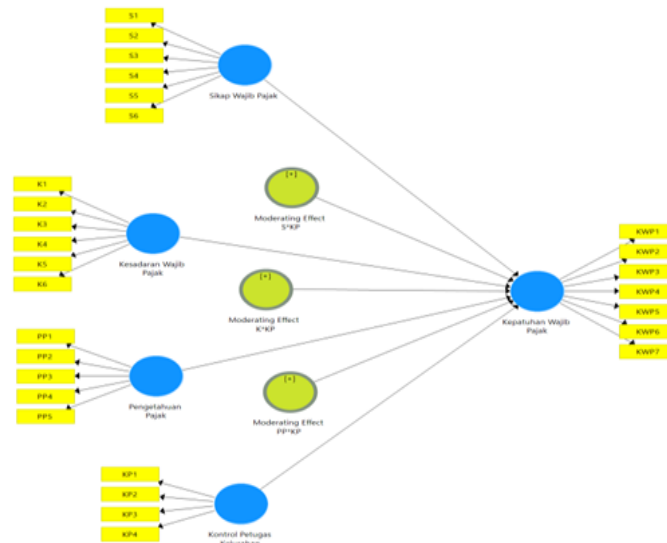 S1
S2
S3
S4
S5
S6
Sikap Wajib Pajak
[+]
Moderating Effect
S*KP
K1
K2
K3
K4
K5
K6
Kesadaran Wajib
Pajak
[+]
Moderating Effect
K*KP
KWP1
KWP2
KWP3
KWP4
KWP5
KWP6
KWP7
Kepatuhan Wajib
Pajak
PP1
PP2
PP3
PP4
PP5
Pengetahuan
Pajak
[+]
Moderating Effect
PP*KP
KP1
KP2
KP3
KP4
Kontrol Petugas